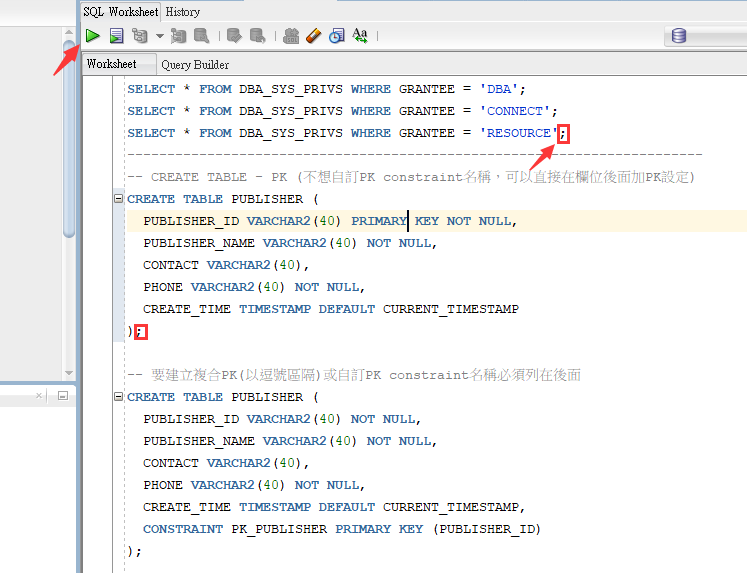 SQL Worksheet History
Aa
Worksheet Query Builder
SELECT * FROM DBA_SYS_PRIVS WHERE GRANTEE = 'DBA';
SELECT * FROM DBA_SYS_PRIVS WHERE GRANTEE = 'CONNECT';
SELECT * FROM DBA_SYS_PRIVS WHERE GRANTEE = 'RESOURCE';
------------------------------------------------------------------------
-- CREATE TABLE - PK (不想自訂PK constraint名稱，可以直接在欄位後面加PK設定)
CREATE TABLE PUBLISHER (
PUBLISHER_ID VARCHAR2(40) PRIMARY KEY NOT NULL,
PUBLISHER_NAME VARCHAR2(40) NOT NULL,
CONTACT VARCHAR2(40),
PHONE VARCHAR2(40) NOT NULL,
CREATE_TIME TIMESTAMP DEFAULT CURRENT_TIMESTAMP
);
-- 要建立複合PK(以逗號區隔)或自訂PK constraint名稱必須列在後面
CREATE TABLE PUBLISHER (
PUBLISHER_ID VARCHAR2(40) NOT NULL,
PUBLISHER_NAME VARCHAR2(40) NOT NULL,
CONTACT VARCHAR2(40),
PHONE VARCHAR2(40) NOT NULL,
CREATE_TIME TIMESTAMP DEFAULT CURRENT_TIMESTAMP,
CONSTRAINT PK_PUBLISHER PRIMARY KEY (PUBLISHER_ID)
);